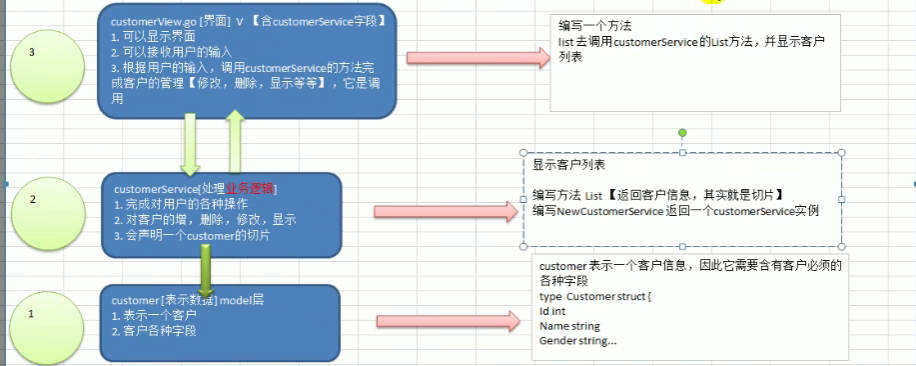 3
customerView.go [界面] V 【含customerService字段】
1. 可以显示界面
2. 可以接收用户的输入
3. 根据用户的输入，调用customerService的方法完
成客户的管理【修改，删除，显示等等】，它是调
用
编写一个方法
list 去调用customerService 的List方法，并显示客户
列表
2
customerService[处理业务逻辑]
1. 完成对用户的各种操作
2. 对客户的增，删除，修改，显示
3. 会声明一个customer的切片
显示客户列表
编写方法 List 【返回客户信息，其实就是切片】
编写NewCustomerService 返回一个customerService实例
1
customer [表示数据] model层
1. 表示一个客户
2. 客户各种字段
customer 表示一个客户信息，因此它需要含有客户必须的
各种字段
type Customer struct {
Id int
Name string
Gender string...